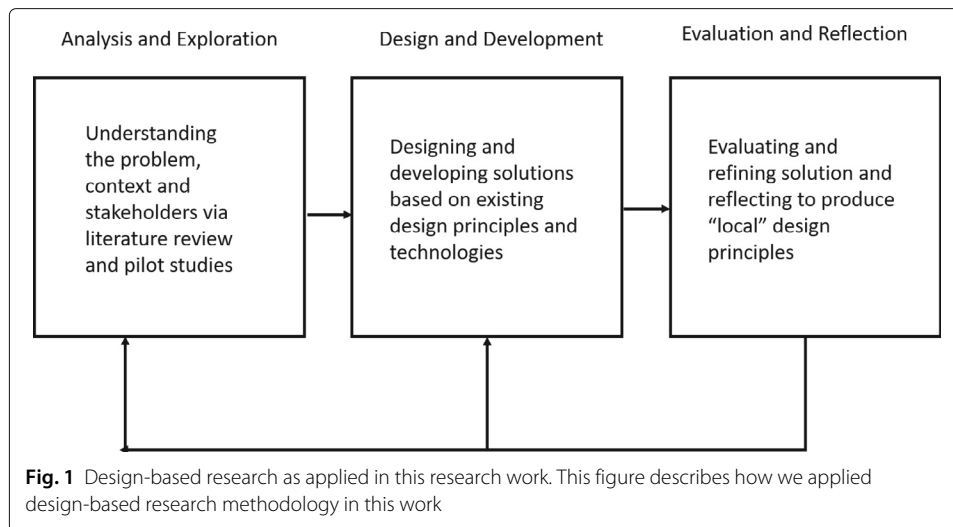 Analysis and Exploration
Design and Development
Evaluation and Reflection
Understanding
the problem,
context and
stakeholders via
literature review
and pilot studies
Designing and
developing solutions
based on existing
design principles and
technologies
Evaluating and
refining solution and
reflecting to produce
“local” design
principles
Fig. 1 Design-based research as applied in this research work. This figure describes how we applied
design-based research methodology in this work